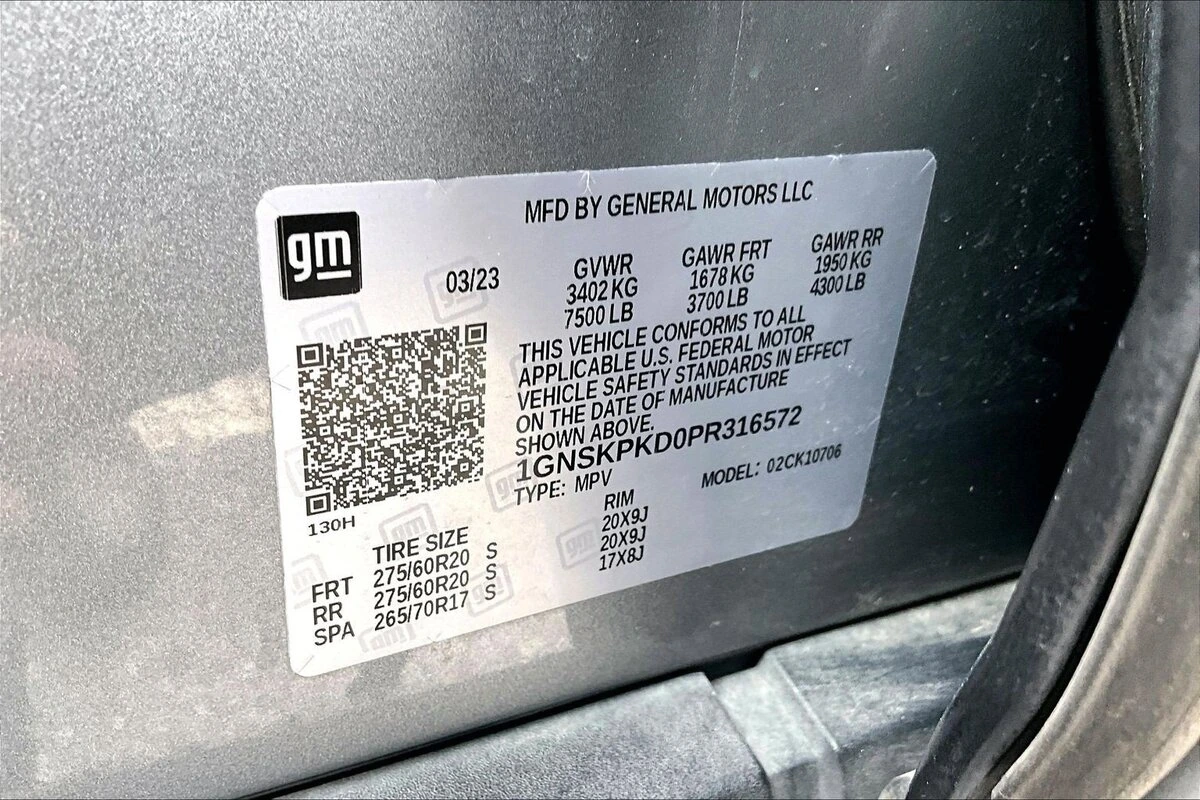 gm
MFD BY GENERAL MOTORS LLC
03/23
GVWR GAWR FRT GAWR RR
3402 KG 1678 KG 1950 KG
7500 LB 3700 LB 4300 LB
THIS VEHICLE CONFORMS TO ALL
APPLICABLE U.S. FEDERAL MOTOR
VEHICLE SAFETY STANDARDS IN EFFECT
ON THE DATE OF MANUFACTURE
SHOWN ABOVE.
1GNSKPKD0PR316572
TYPE: MPV MODEL: 02CK10706
130H
TIRE SIZE RIM
FRT 275/60R20 S 20X9J
RR 275/60R20 S 20X9J
SPA 265/70R17 S 17X8J